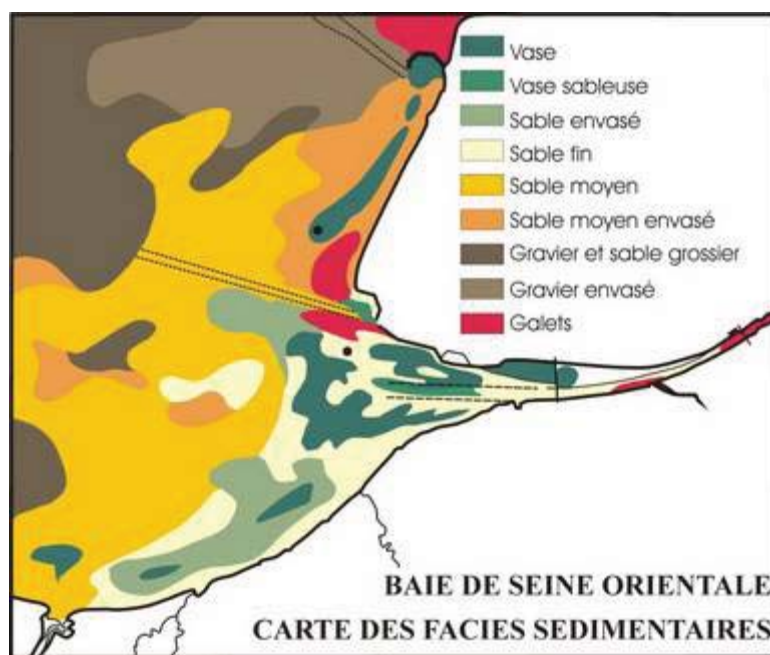 Vase
Vase sableuse
Sable envasé
Sable fin
Sable moyen
Sable moyen envasé
Gravier et sable grossier
Gravier envasé
Galets
BAIE DE SEINE ORIENTALE
CARTE DES FACIES SEDIMENTAIRES